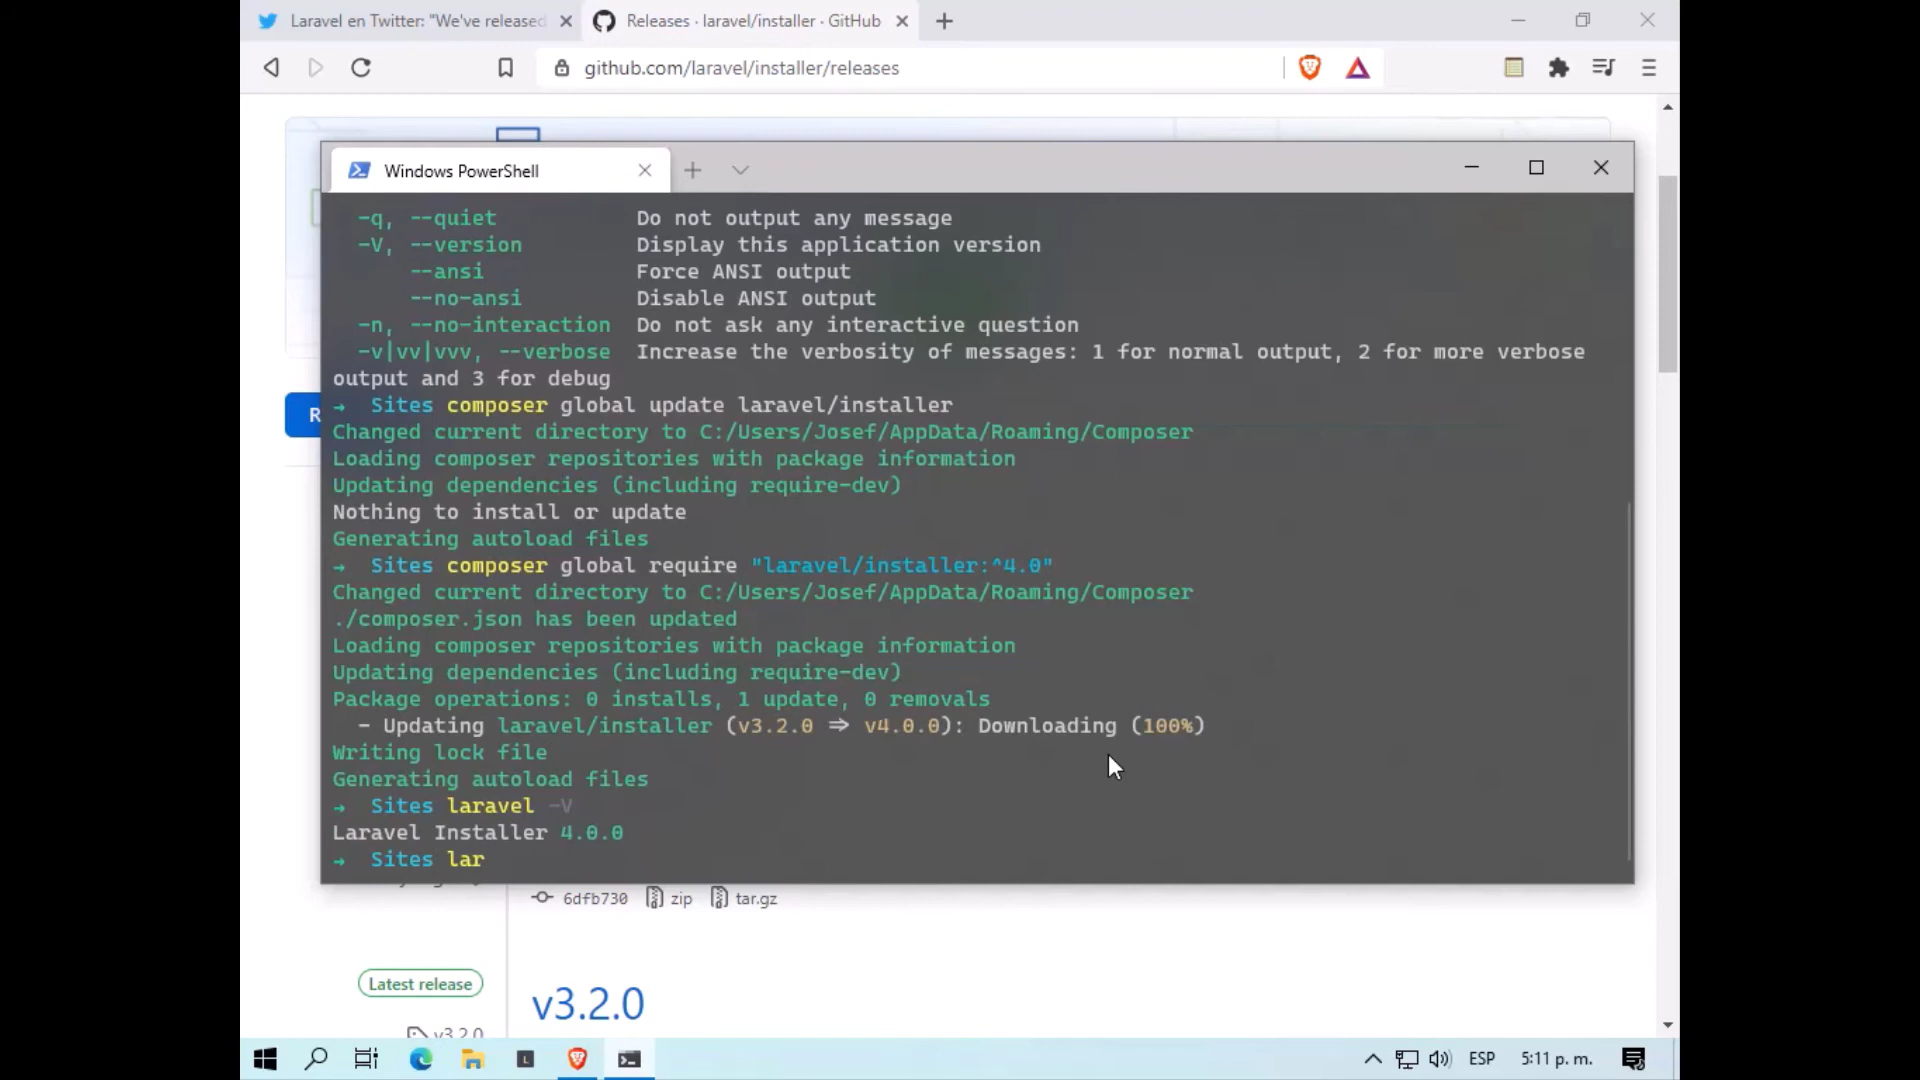 Laravel en Twitter: "We've released
Releases · laravel/installer · GitHub
github.com/laravel/installer/releases
Windows PowerShell
-q, --quiet Do not output any message
-V, --version Display this application version
--ansi Force ANSI output
--no-ansi Disable ANSI output
-n, --no-interaction Do not ask any interactive question
-v|vv|vvv, --verbose Increase the verbosity of messages: 1 for normal output, 2 for more verbose
output and 3 for debug
→ Sites composer global update laravel/installer
Changed current directory to C:/Users/Josef/AppData/Roaming/Composer
Loading composer repositories with package information
Updating dependencies (including require-dev)
Nothing to install or update
Generating autoload files
→ Sites composer global require "laravel/installer:^4.0"
Changed current directory to C:/Users/Josef/AppData/Roaming/Composer
./composer.json has been updated
Loading composer repositories with package information
Updating dependencies (including require-dev)
Package operations: 0 installs, 1 update, 0 removals
- Updating laravel/installer (v3.2.0 => v4.0.0): Downloading (100%)
Writing lock file
Generating autoload files
→ Sites laravel -V
Laravel Installer 4.0.0
→ Sites lar
R
6dfb730 zip tar.gz
Latest release
v3.2.0
v3.2.0
L
ESP 5:11 p. m.